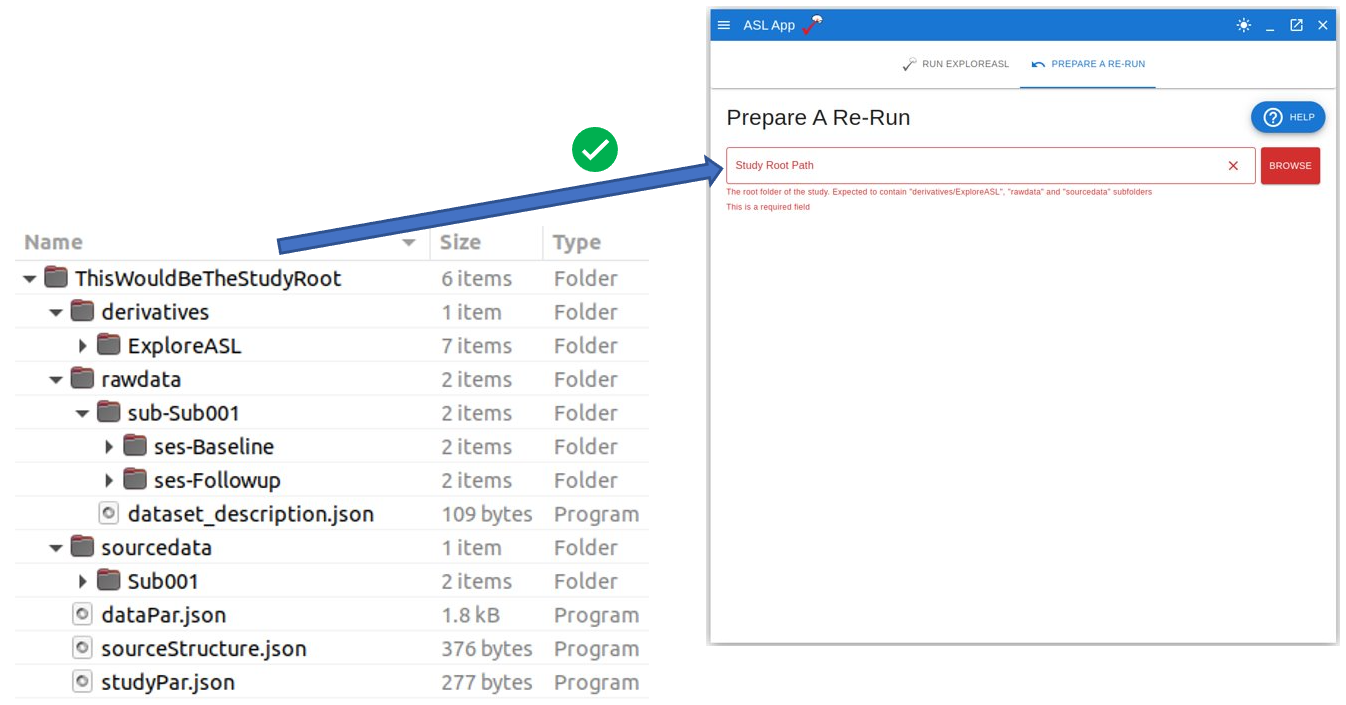 ASL App
RUN EXPLOREASL PREPARE A RE-RUN
Prepare A Re-Run
HELP
Study Root Path
BROWSE
The root folder of the study. Expected to contain "derivatives/ExploreASL", "rawdata" and "sourcedata" subfolders
This is a required field
Name Size Type
ThisWouldBeTheStudyRoot 6 items Folder
derivatives 1 item Folder
ExploreASL 7 items Folder
rawdata 2 items Folder
sub-Sub001 2 items Folder
ses-Baseline 2 items Folder
ses-Followup 2 items Folder
dataset_description.json 109 bytes Program
sourcedata 1 item Folder
Sub001 2 items Folder
dataPar.json 1.8 kB Program
sourceStructure.json 376 bytes Program
studyPar.json 277 bytes Program